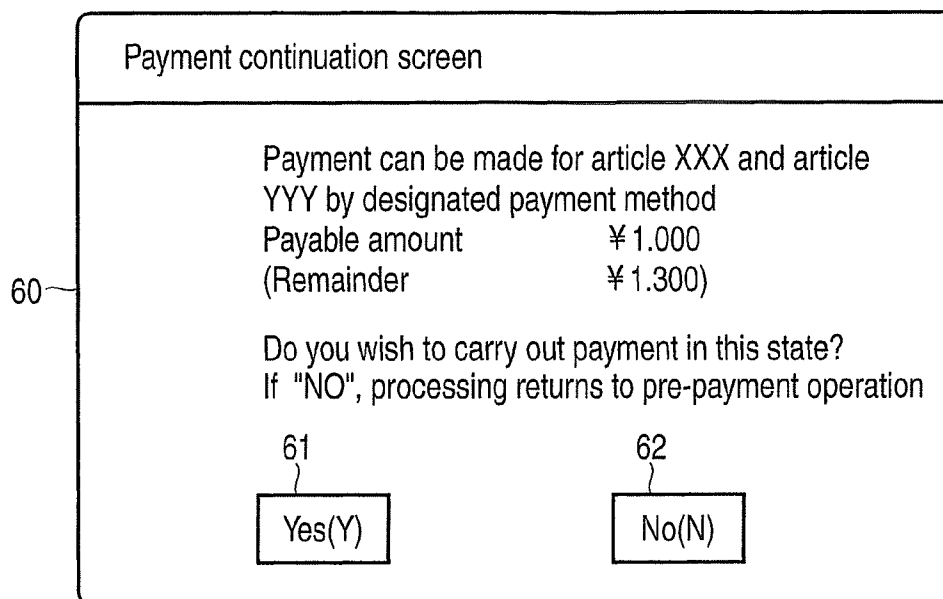 Payment continuation screen
Payment can be made for article XXX and article
YYY by designated payment method
Payable amount ¥1.000
(Remainder ¥1.300)
60
Do you wish to carry out payment in this state?
If "NO", processing returns to pre-payment operation
61 62
Yes(Y) No(N)